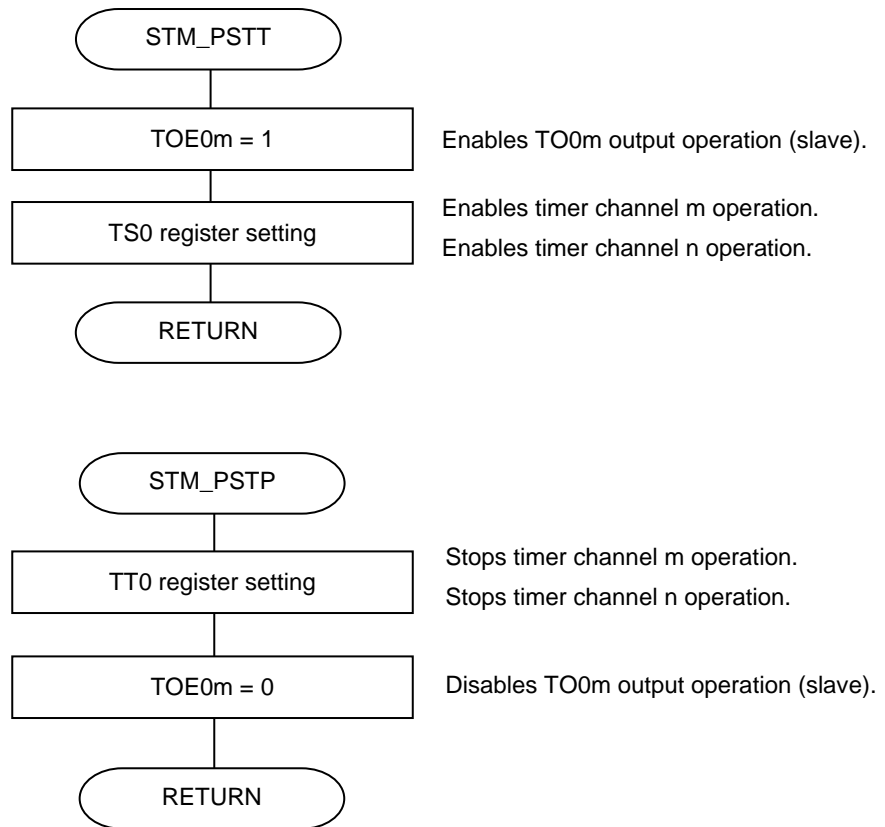 STM_PSTT
TOE0m = 1
Enables TO0m output operation (slave).
TS0 register setting
Enables timer channel m operation.
Enables timer channel n operation.
RETURN
STM_PSTP
TT0 register setting
Stops timer channel m operation.
Stops timer channel n operation.
TOE0m = 0
Disables TO0m output operation (slave).
RETURN